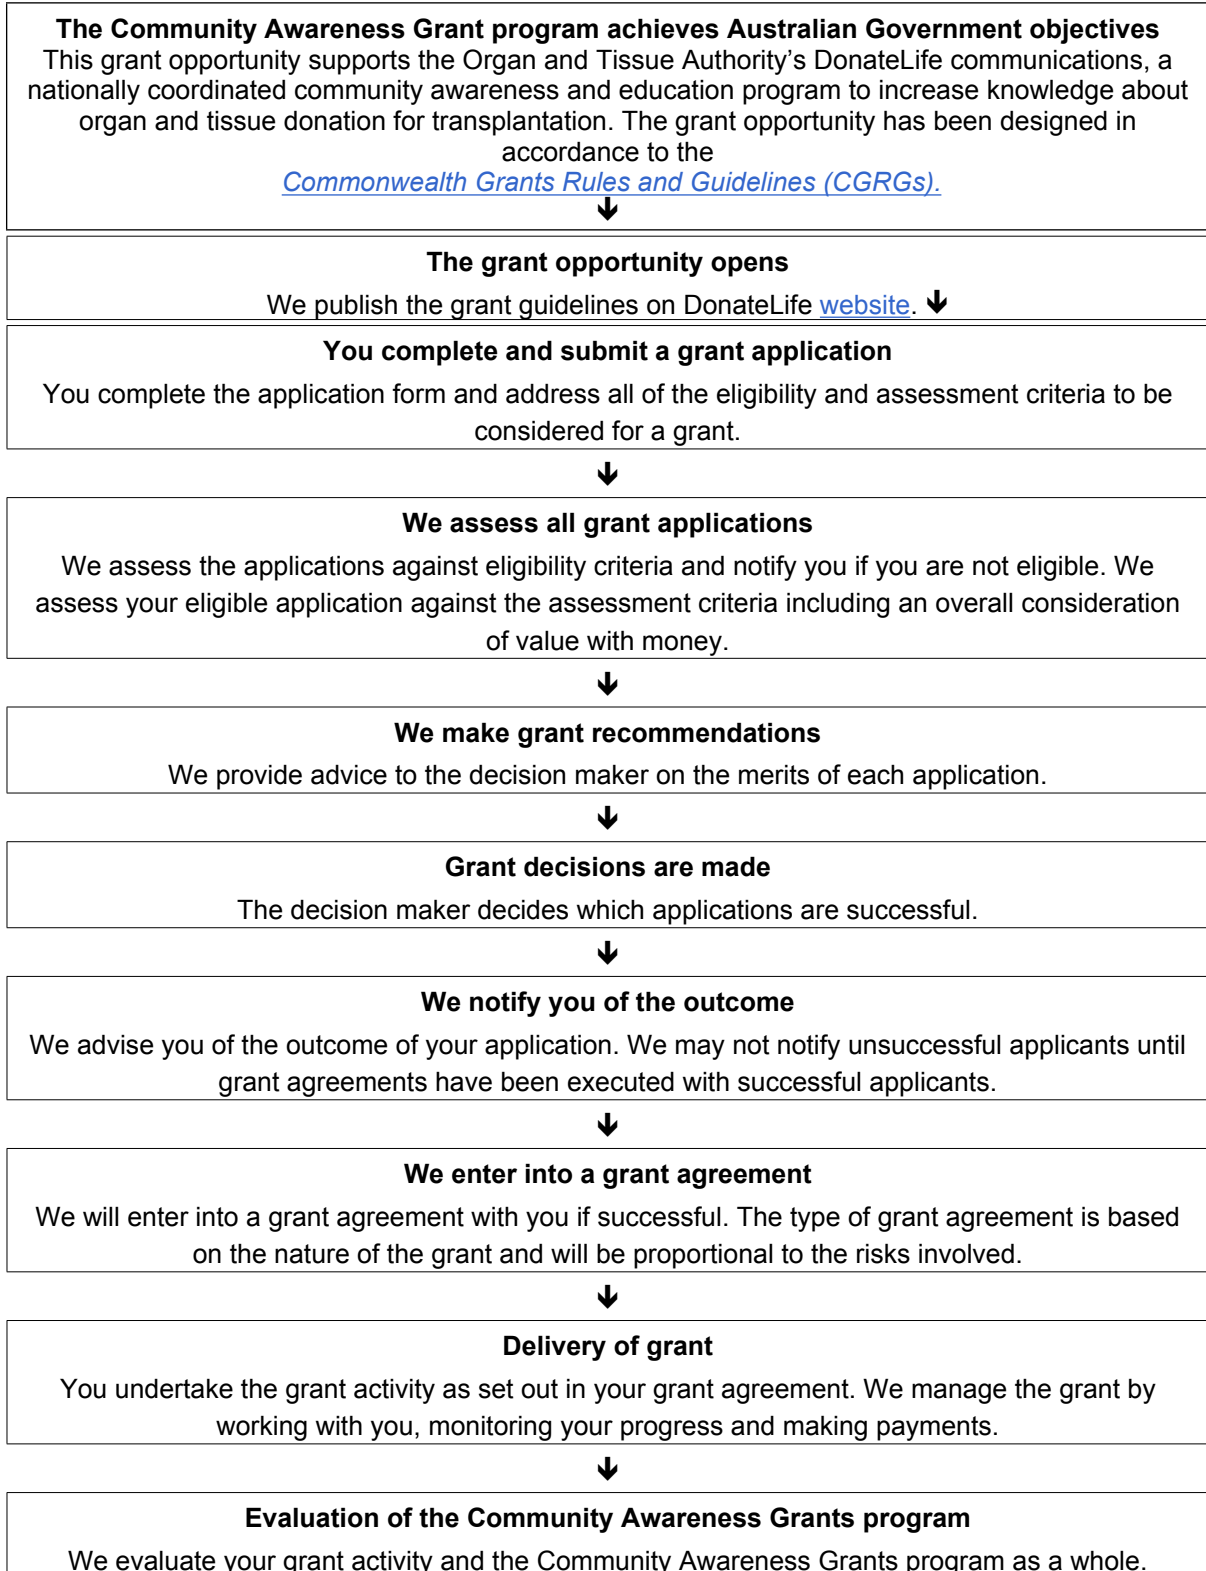 The Community Awareness Grant program achieves Australian Government objectives
This grant opportunity supports the Organ and Tissue Authority's DonateLife communications, a
nationally coordinated community awareness and education program to increase knowledge about
organ and tissue donation for transplantation. The grant opportunity has been designed in
accordance to the
Commonwealth Grants Rules and Guidelines (CGRGs).
The grant opportunity opens
We publish the grant guidelines on DonateLife website.
You complete and submit a grant application
You complete the application form and address all of the eligibility and assessment criteria to be
considered for a grant.
We assess all grant applications
We assess the applications against eligibility criteria and notify you if you are not eligible. We
assess your eligible application against the assessment criteria including an overall consideration
of value with money.
We make grant recommendations
We provide advice to the decision maker on the merits of each application.
Grant decisions are made
The decision maker decides which applications are successful.
We notify you of the outcome
We advise you of the outcome of your application. We may not notify unsuccessful applicants until
grant agreements have been executed with successful applicants.
We enter into a grant agreement
We will enter into a grant agreement with you if successful. The type of grant agreement is based
on the nature of the grant and will be proportional to the risks involved.
Delivery of grant
You undertake the grant activity as set out in your grant agreement. We manage the grant by
working with you, monitoring your progress and making payments.
Evaluation of the Community Awareness Grants program
We evaluate your grant activity and the Community Awareness Grants program as a whole.